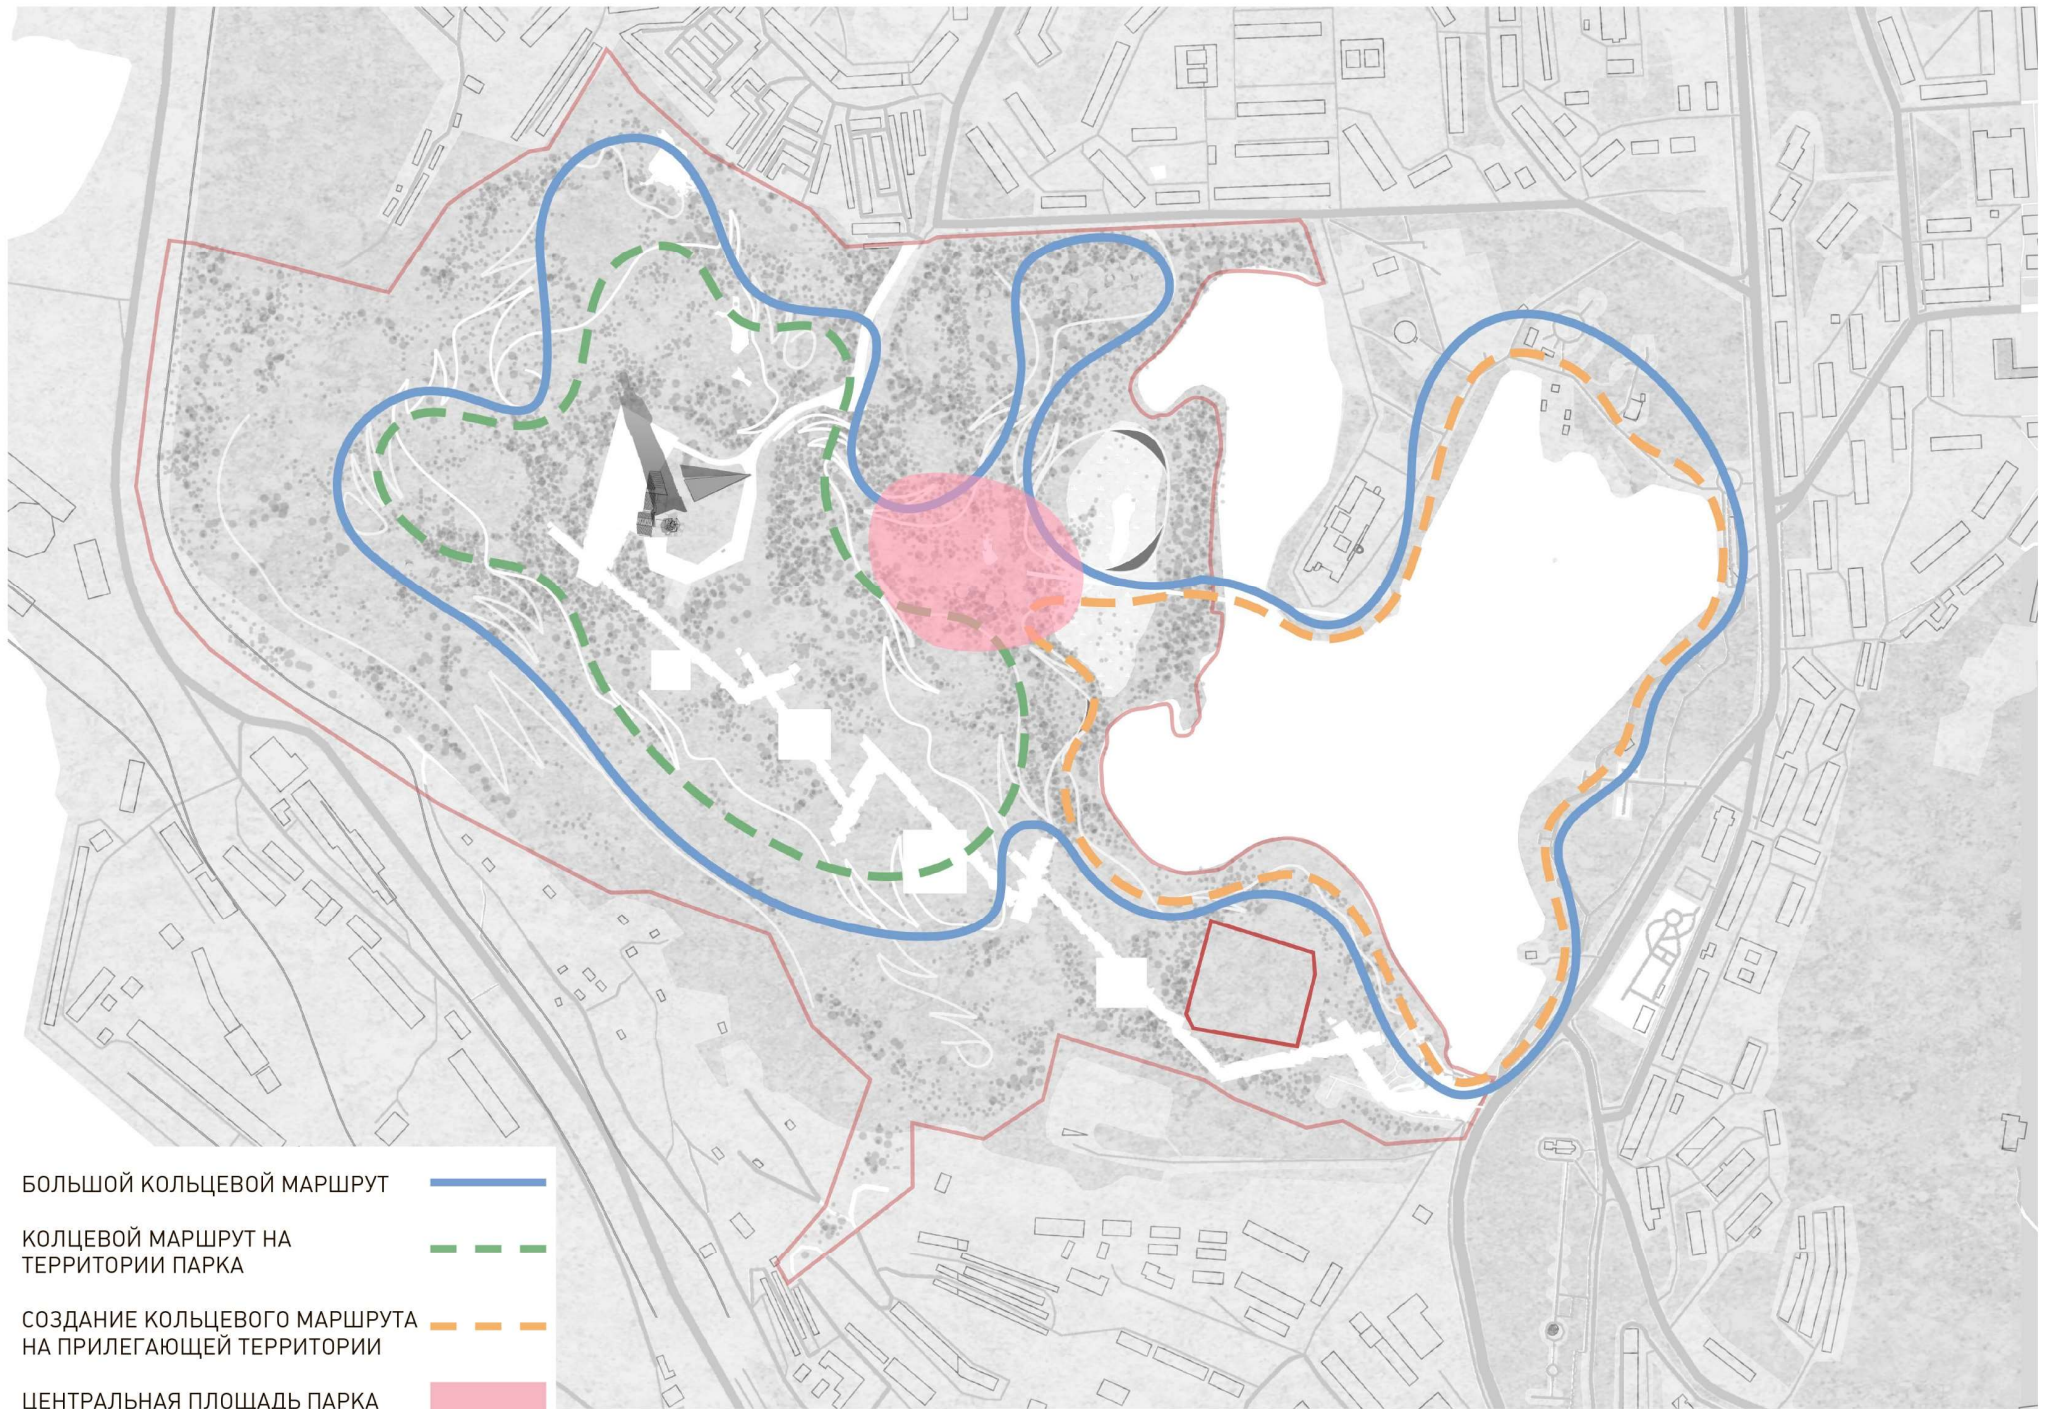 БОЛЬШОЙ КОЛЬЦЕВОЙ МАРШРУТ
КОЛЦЕВОЙ МАРШРУТ НА
ТЕРРИТОРИИ ПАРКА
СОЗДАНИЕ КОЛЬЦЕВОГО МАРШРУТА
НА ПРИЛЕГАЮЩЕЙ ТЕРРИТОРИИ
ЦЕНТРАЛЬНАЯ ПЛОЩАДЬ ПАРКА